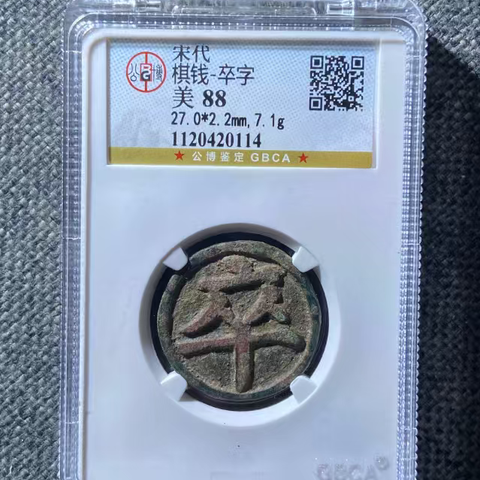 宋代
棋钱-卒字
美 88
27.0*2.2mm,7.1g
1120420114
★ 公博鉴定 GBCA ★
卒
GBCA